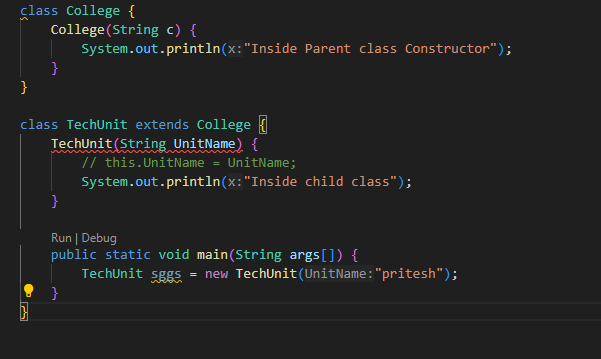 class College {
College(String c) {
System.out.println(x:"Inside Parent class Constructor");
}
}
class TechUnit extends College {
TechUnit(String UnitName) {
// this.UnitName = UnitName;
System.out.println(x:"Inside child class");
}
Run | Debug
public static void main(String args[]) {
TechUnit sggs = new TechUnit(UnitName:"pritesh");
}
}